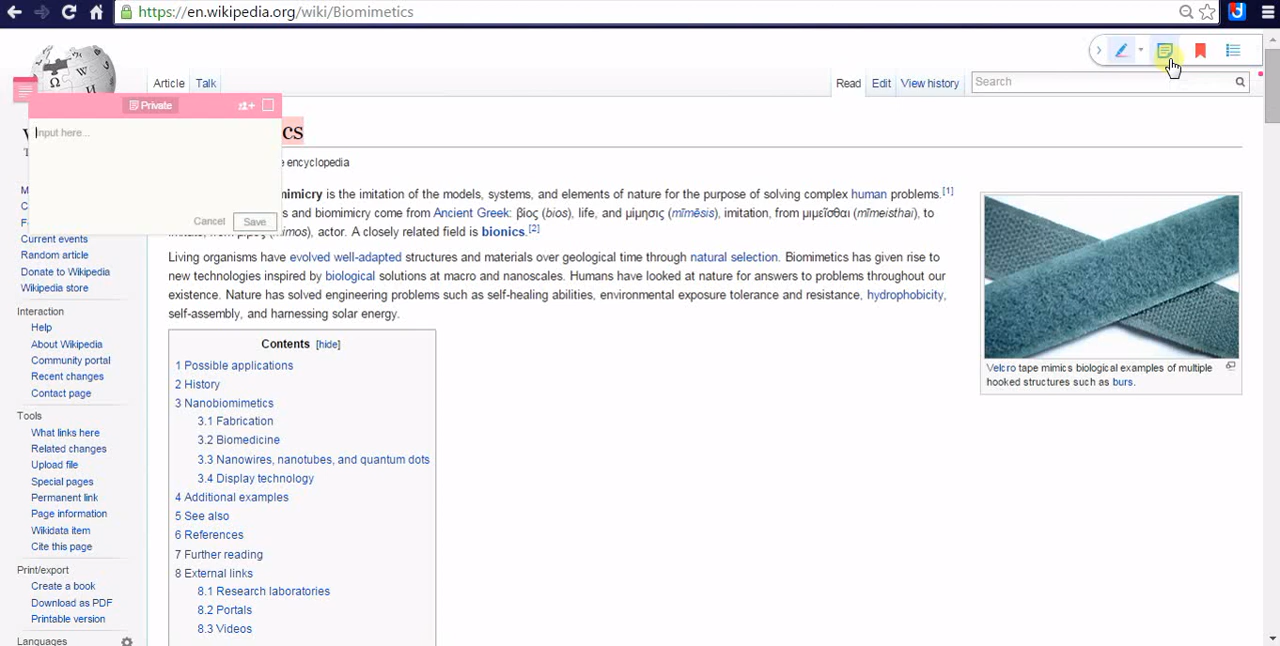 https://en.wikipedia.org/wiki/Biomimetics
Article Talk
Read Edit View history Search
Private
nput here...
Cancel Save
cs
e encyclopedia
mimicry is the imitation of the models, systems, and elements of nature for the purpose of solving complex human problems.[1]
s and biomimicry come from Ancient Greek: βίος (bios), life, and μίμησις (mīmēsis), imitation, from μιμεῖσθαι (mīmeisthai), to
actor. A closely related field is bionics.[2]
Living organisms have evolved well-adapted structures and materials over geological time through natural selection. Biomimetics has given rise to
new technologies inspired by biological solutions at macro and nanoscales. Humans have looked at nature for answers to problems throughout our
existence. Nature has solved engineering problems such as self-healing abilities, environmental exposure tolerance and resistance, hydrophobicity,
self-assembly, and harnessing solar energy.
Contents [hide]
1 Possible applications
2 History
3 Nanobiomimetics
3.1 Fabrication
3.2 Biomedicine
3.3 Nanowires, nanotubes, and quantum dots
3.4 Display technology
4 Additional examples
5 See also
6 References
7 Further reading
8 External links
8.1 Research laboratories
8.2 Portals
8.3 Videos
Velcro tape mimics biological examples of multiple
hooked structures such as burs.
Current events
Random article
Donate to Wikipedia
Wikipedia store
Interaction
Help
About Wikipedia
Community portal
Recent changes
Contact page
Tools
What links here
Related changes
Upload file
Special pages
Permanent link
Page information
Wikidata item
Cite this page
Print/export
Create a book
Download as PDF
Printable version
Languages